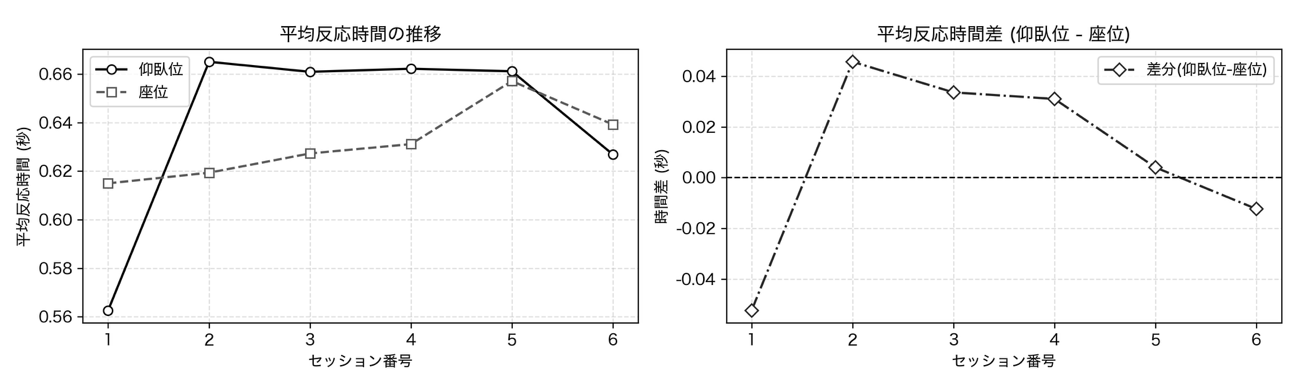 平均反応時間の推移
仰臥位
座位
平均反応時間 (秒)
0.66
0.64
0.62
0.60
0.58
0.56
1 2 3 4 5 6
セッション番号
平均反応時間差 (仰臥位 - 座位)
差分(仰臥位-座位)
時間差 (秒)
0.04
0.02
0.00
-0.02
-0.04
1 2 3 4 5 6
セッション番号